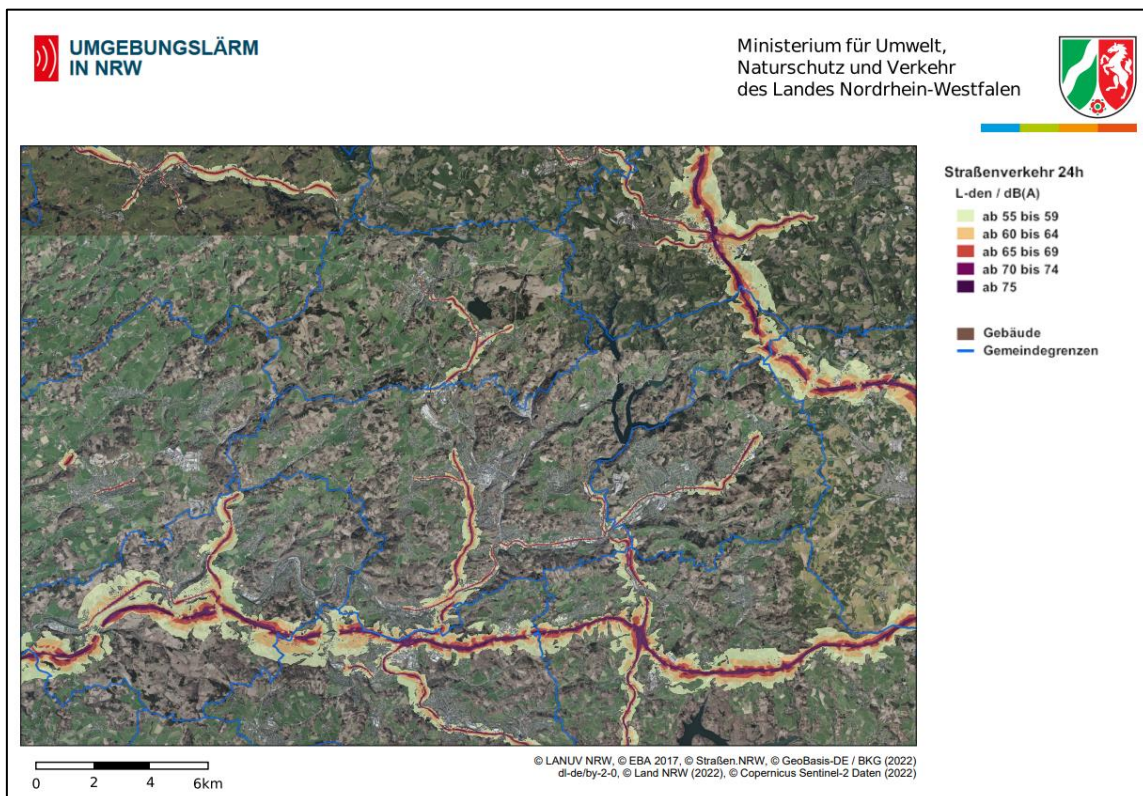 UMGEBUNGSLÄRM
IN NRW
Ministerium für Umwelt,
Naturschutz und Verkehr
des Landes Nordrhein-Westfalen
Straßenverkehr 24h
L-den / dB(A)
ab 55 bis 59
ab 60 bis 64
ab 65 bis 69
ab 70 bis 74
ab 75
Gebäude
Gemeindegrenzen
0 2 4 6km
© LANUV NRW, © EBA 2017, © Straßen.NRW, © GeoBasis-DE / BKG (2022)
dl-de/by-2-0, © Land NRW (2022), © Copernicus Sentinel-2 Daten (2022)